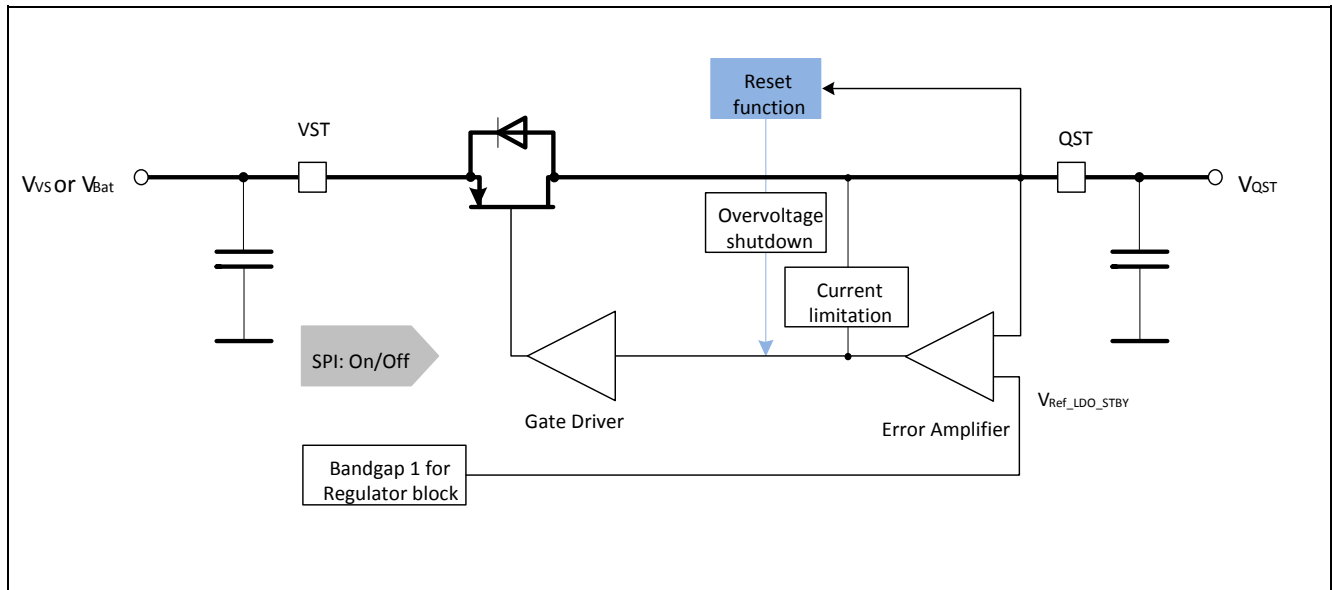 Reset
function
VST
QST
VVS or VBat
VQST
Overvoltage
shutdown
Current
limitation
SPI: On/Off
Gate Driver
Error Amplifier
VRef_LDO_STBY
Bandgap 1 for
Regulator block